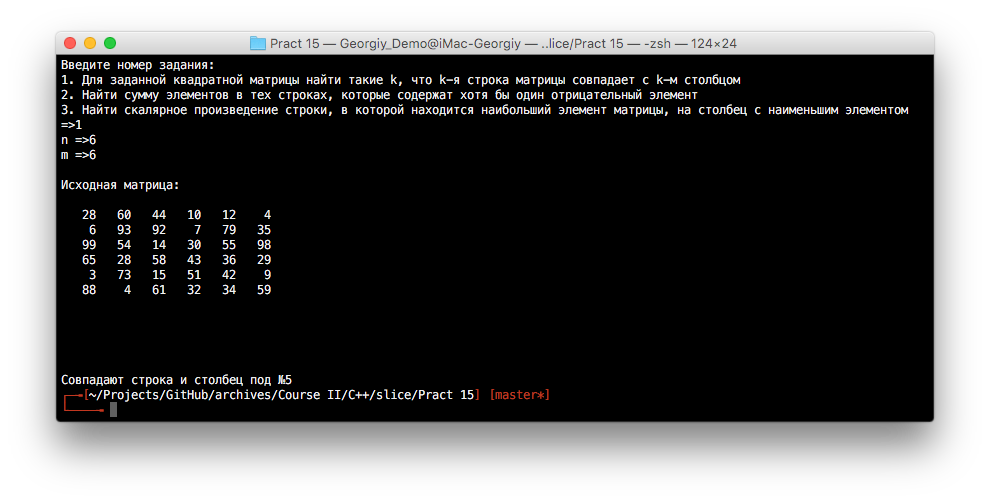 Pract 15 — Georgiy_Demo@iMac-Georgiy — ..lice/Pract 15 — -zsh — 124×24
Введите номер задания:
1. Для заданной квадратной матрицы найти такие k, что k-я строка матрицы совпадает с k-м столбцом
2. Найти сумму элементов в тех строках, которые содержат хотя бы один отрицательный элемент
3. Найти скалярное произведение строки, в которой находится наибольший элемент матрицы, на столбец с наименьшим элементом
=>1
n =>6
m =>6
Исходная матрица:
28 60 44 10 12 4
6 93 92 7 79 35
99 54 14 30 55 98
65 28 58 43 36 29
3 73 15 51 42 9
88 4 61 32 34 59
Совпадают строка и столбец под №5
[~/Projects/GitHub/archives/Course II/C++/slice/Pract 15] [master*]